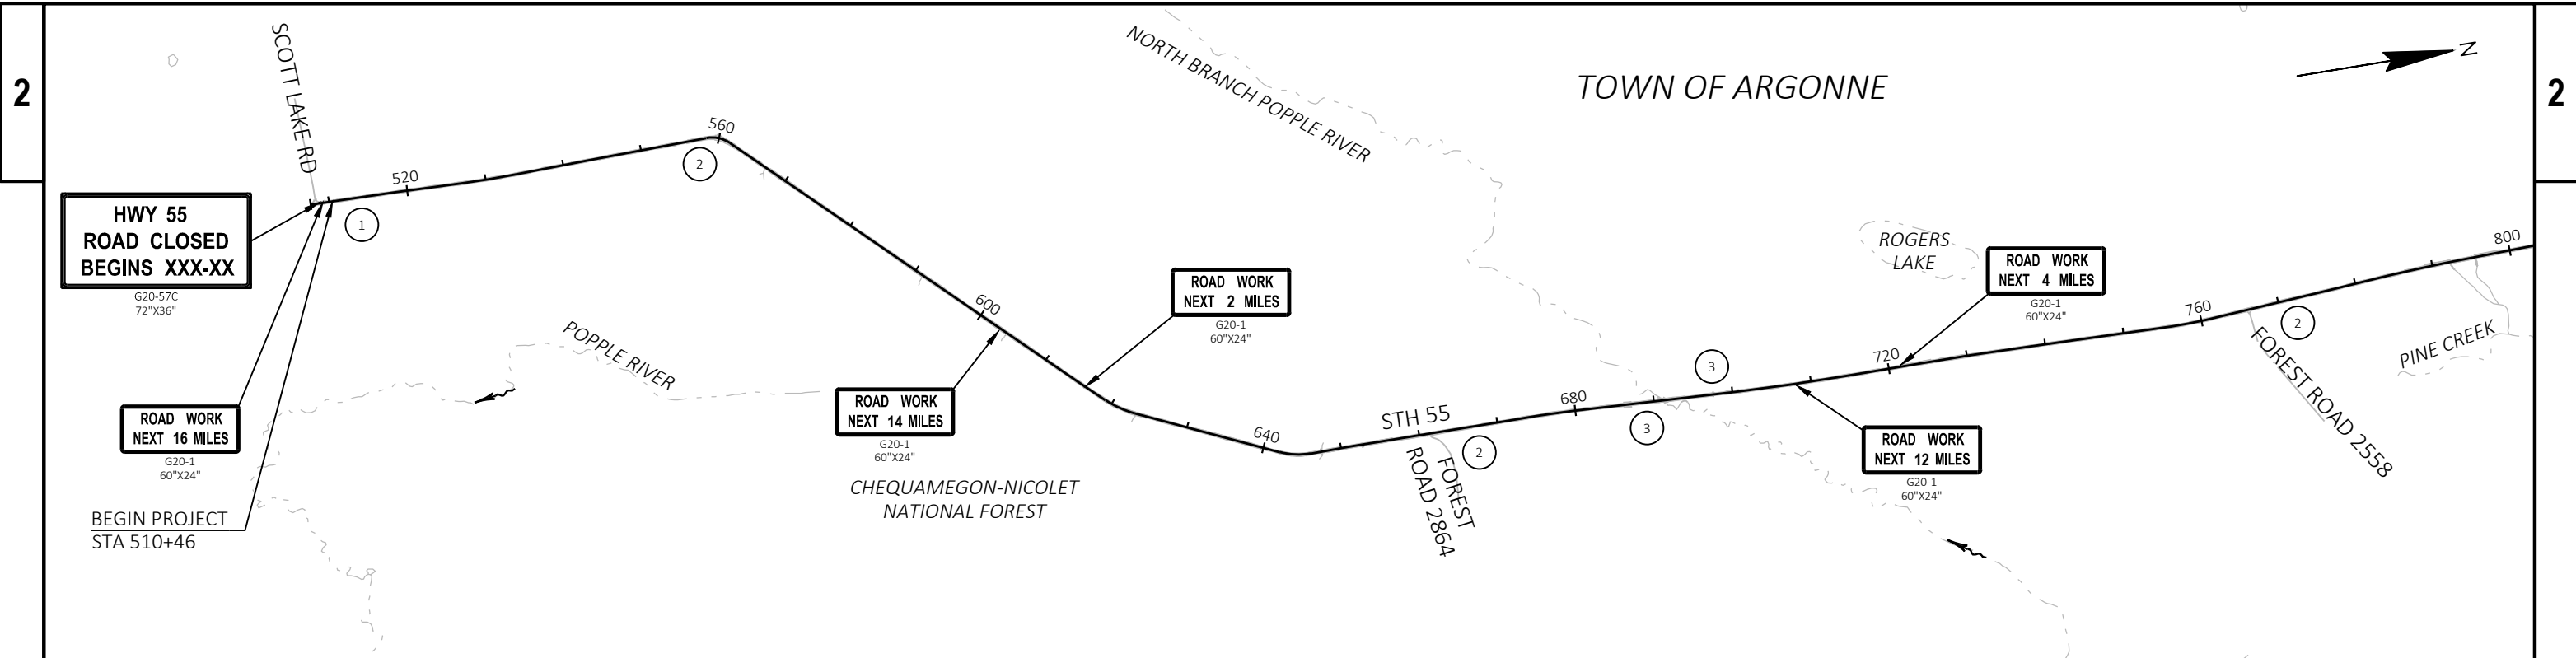 2
SCOTT LAKE RD
NORTH BRANCH POPPLE RIVER
TOWN OF ARGONNE
N
2
560
2
520
1
HWY 55
ROAD CLOSED
BEGINS XXX-XX
G20-57C
72"X36"
ROAD WORK
NEXT 16 MILES
G20-1
60"X24"
BEGIN PROJECT
STA 510+46
POPPLE RIVER
600
ROAD WORK
NEXT 14 MILES
G20-1
60"X24"
ROAD WORK
NEXT 2 MILES
G20-1
60"X24"
CHEQUAMEGON-NICOLET
NATIONAL FOREST
640
STH 55
FOREST
ROAD 2864
2
680
3
3
ROGERS
LAKE
ROAD WORK
NEXT 4 MILES
G20-1
60"X24"
720
ROAD WORK
NEXT 12 MILES
G20-1
60"X24"
760
2
FOREST ROAD 2558
PINE CREEK
800